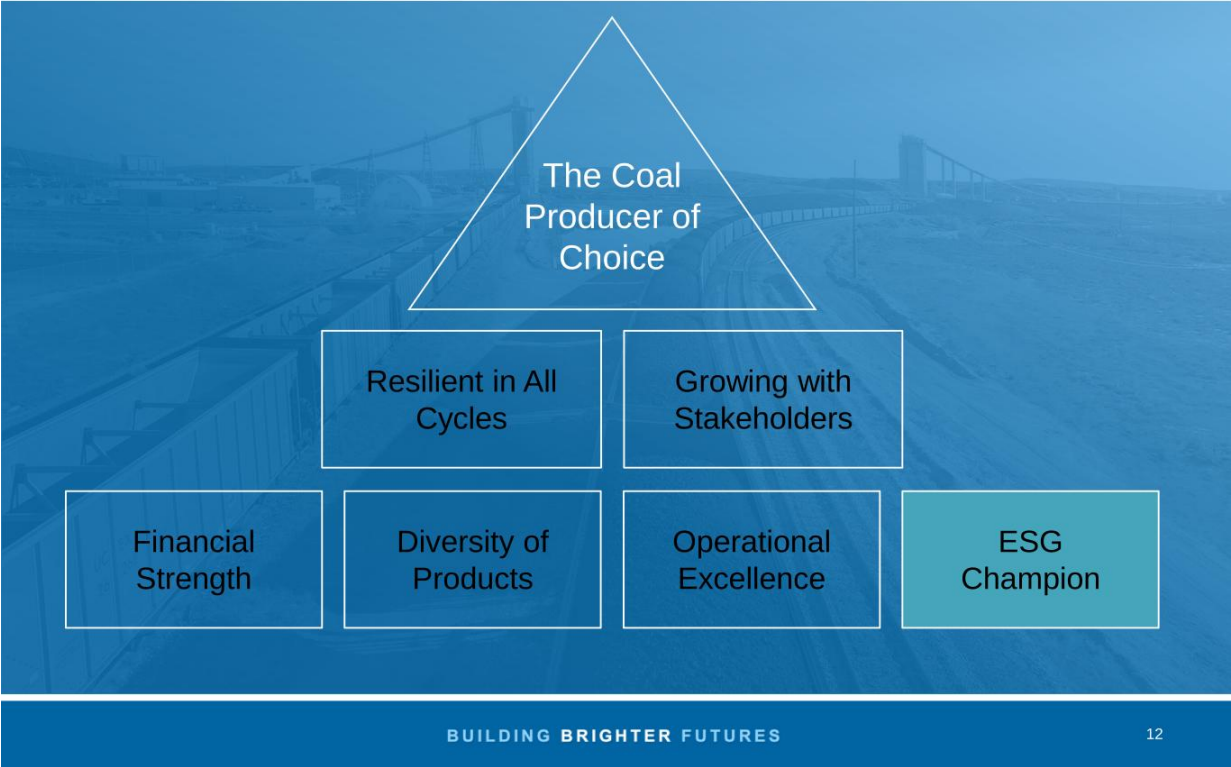 The Coal
Producer of
Choice
Resilient in All
Cycles
Growing with
Stakeholders
Financial
Strength
Diversity of
Products
Operational
Excellence
ESG
Champion
BUILDING BRIGHTER FUTURES
12